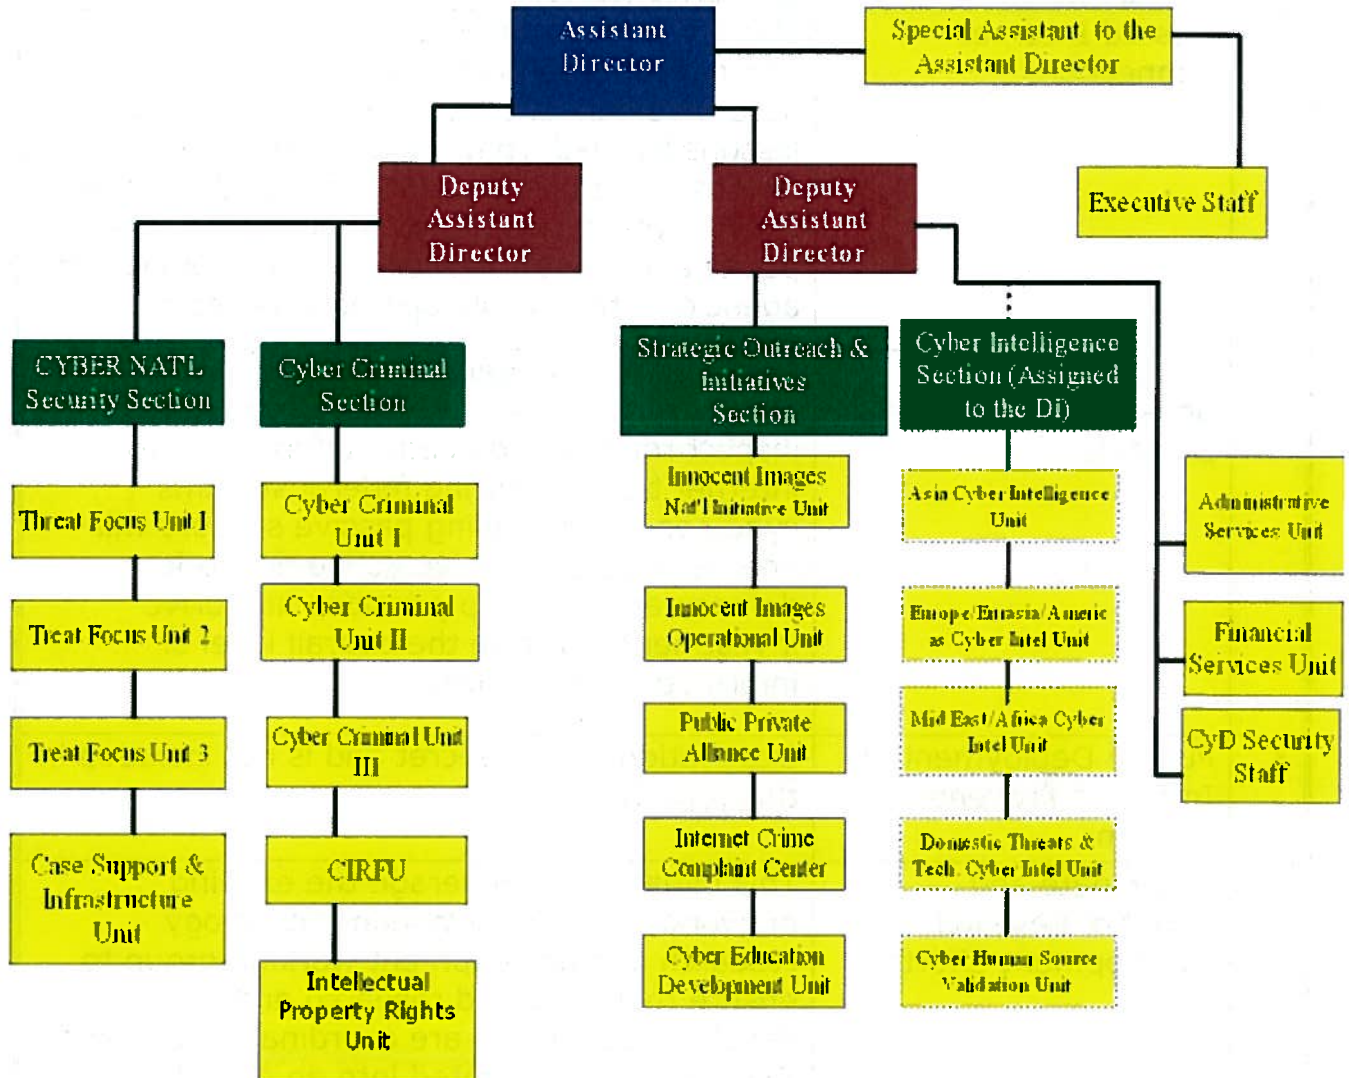 Assistant
Director
Special Assistant to the
Assistant Director
Executive Staff
Deputy
Assistant
Director
Deputy
Assistant
Director
CYBER NAT'L
Security Section
Cyber Criminal
Section
Strategic Outreach &
Initiatives
Section
Cyber Intelligence
Section (Assigned
to the DI)
Threat Focus Unit 1
Treat Focus Unit 2
Treat Focus Unit 3
Case Support &
Infrastructure
Unit
Cyber Criminal
Unit I
Cyber Criminal
Unit II
Cyber Criminal Unit
III
CIRFU
Intellectual
Property Rights
Unit
Innocent Images
Nat'l Initiative Unit
Innocent Images
Operational Unit
Public Private
Alliance Unit
Internet Crime
Complaint Center
Cyber Education
Development Unit
Asia Cyber Intelligence
Unit
Europe/Eurasia/Americ
as Cyber Intel Unit
Mid East/Africa Cyber
Intel Unit
Domestic Threats &
Tech. Cyber Intel Unit
Cyber Human Source
Validation Unit
Administrative
Services Unit
Financial
Services Unit
CyD Security
Staff